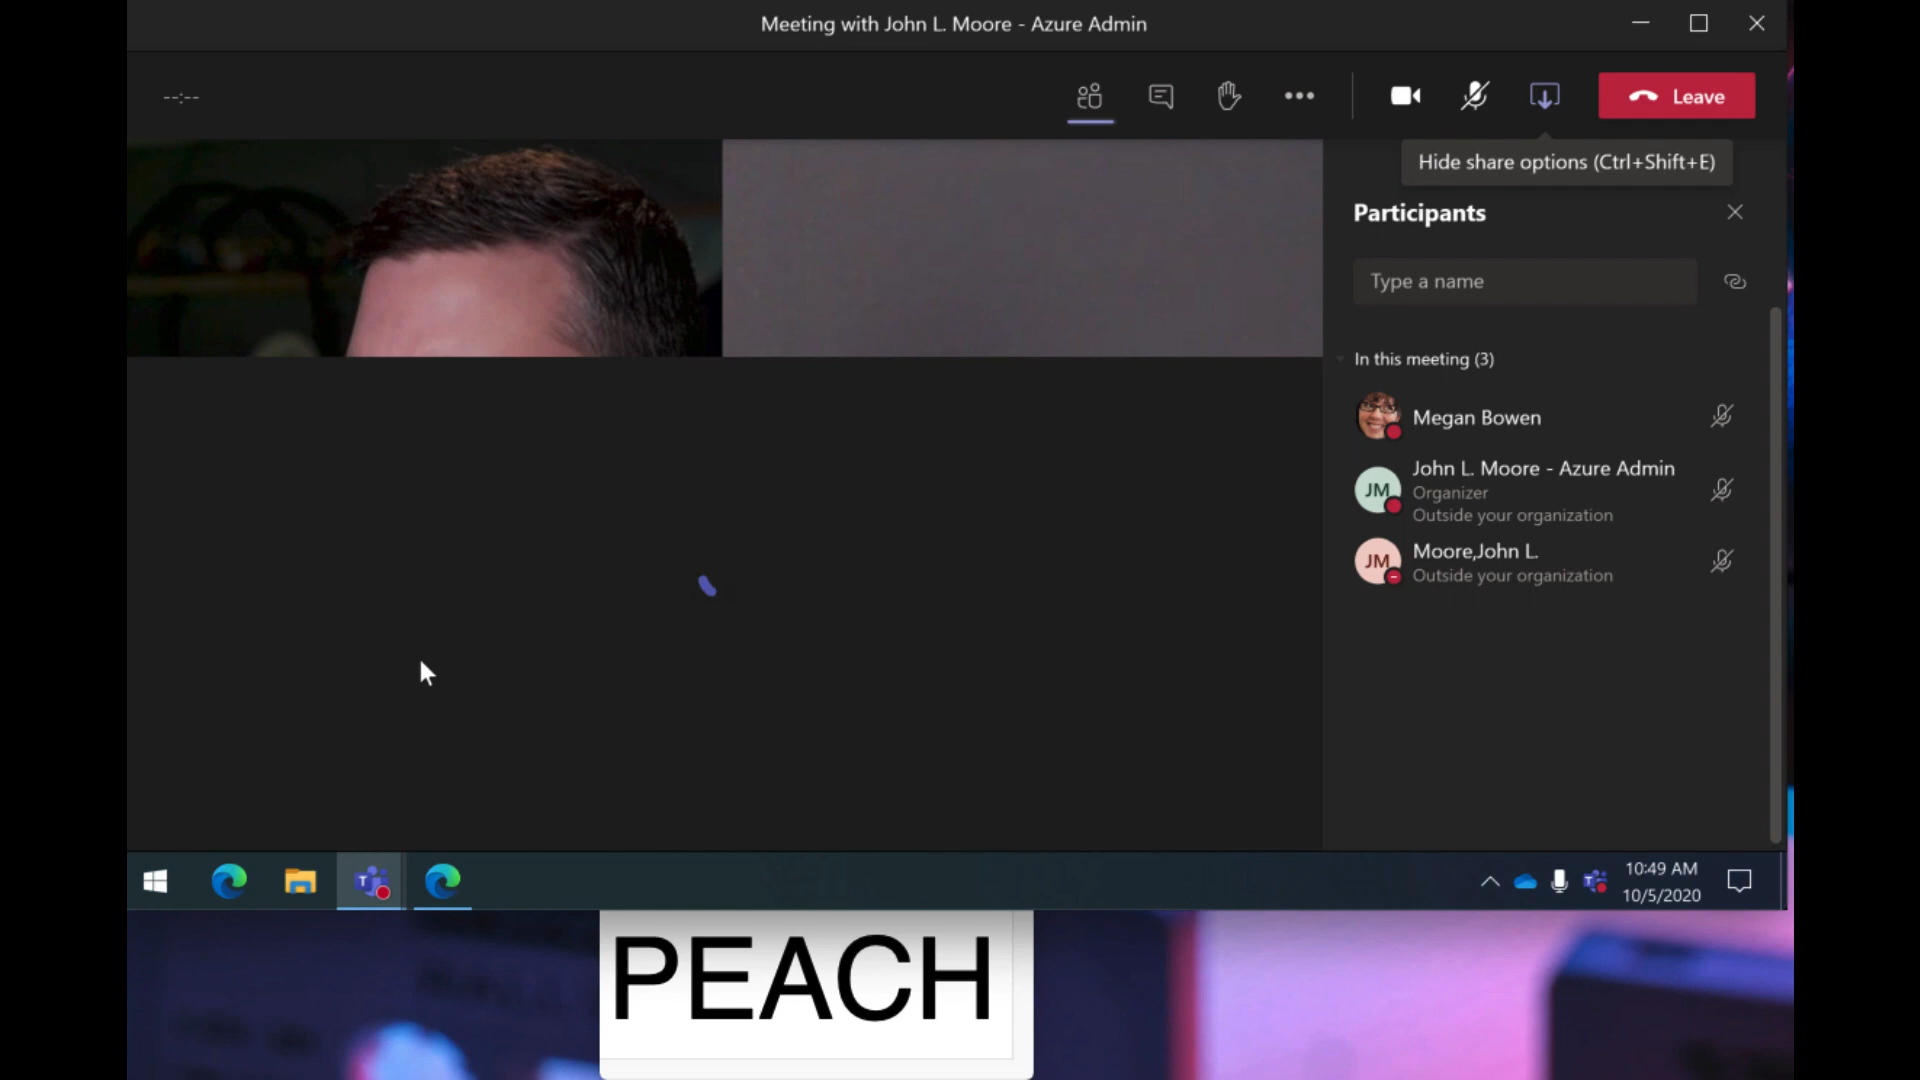 Meeting with John L. Moore - Azure Admin
--:--
Leave
Hide share options (Ctrl+Shift+E)
Participants
Type a name
In this meeting (3)
Megan Bowen
JM
John L. Moore - Azure Admin
Organizer
Outside your organization
JM
Moore,John L.
Outside your organization
10:49 AM
10/5/2020
PEACH